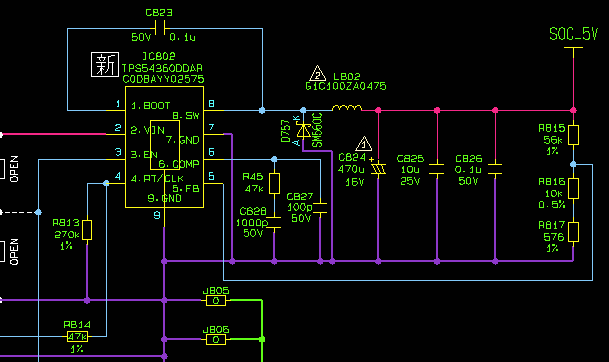 C823
50V 0.1u
新
IC802
TPS54360DDAR
C0DBAYY02575
1 1.BOOT
8.SW 8
2 2.VIN
7.GND 7
3 3.EN
6.COMP 6
4 4.RT/CLK
5.FB 5
9.GND
9
SOC_5V
2
L802
G1C100ZA0475
D757
K
A
SM560C
1
C824
+
470u
16V
C825
10u
25V
C826
0.1u
50V
R815
56k
1%
R816
10k
0.5%
R817
576
1%
R45
47k
C828
1000p
50V
C827
100p
50V
OPEN
OPEN
R813
270k
1%
R814
47k
1%
J805
0
J806
0